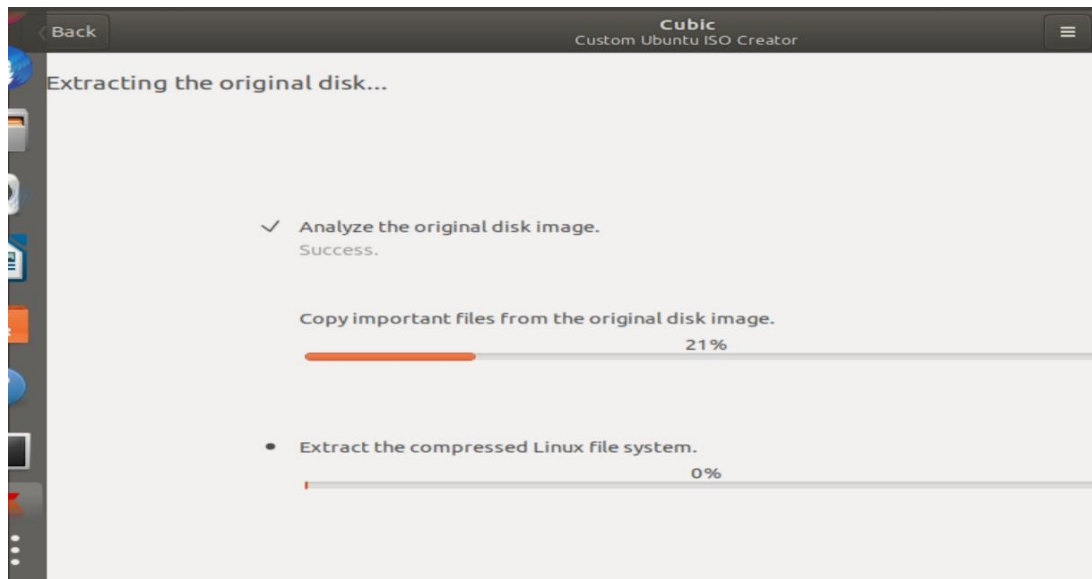 Back
Cubic
Custom Ubuntu ISO Creator
Extracting the original disk...
Analyze the original disk image.
Success.
Copy important files from the original disk image.
21%
Extract the compressed Linux file system.
0%